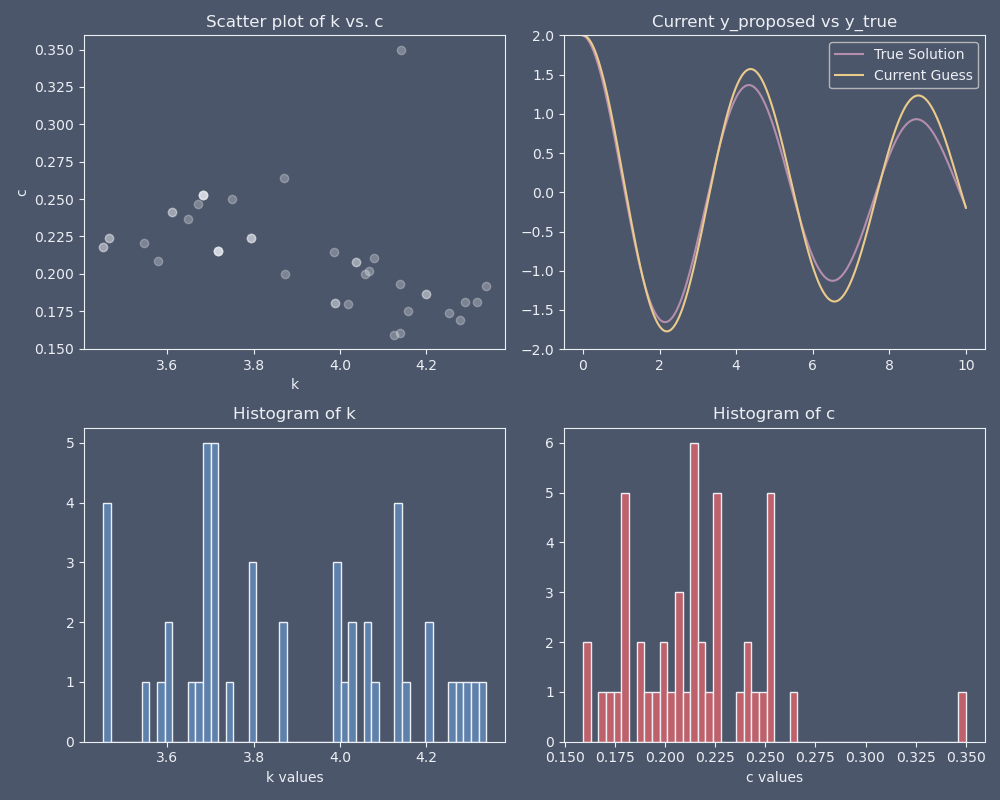 Scatter plot of k vs. c
0.350
0.325
0.300
0.275
0.250
0.225
0.200
0.175
0.150
c
3.6 3.8 4.0 4.2
k
Current y_proposed vs y_true
2.0
1.5
1.0
0.5
0.0
−0.5
−1.0
−1.5
−2.0
True Solution
Current Guess
0 2 4 6 8 10
Histogram of k
5
4
3
2
1
0
3.6 3.8 4.0 4.2
k values
Histogram of c
6
5
4
3
2
1
0
0.150 0.175 0.200 0.225 0.250 0.275 0.300 0.325 0.350
c values